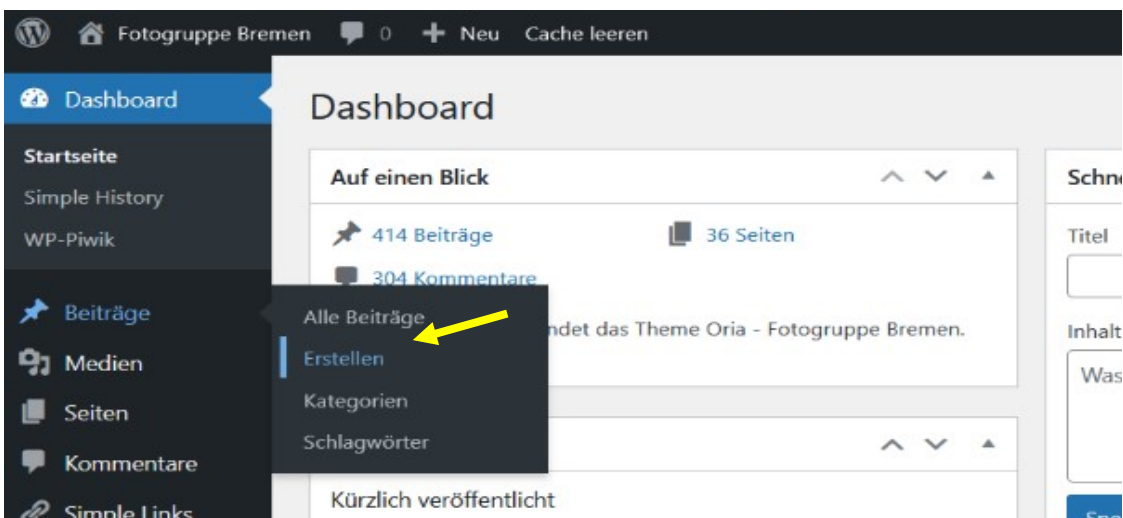 Fotogruppe Bremen 0 Neu Cache leeren
Dashboard
Startseite
Simple History
WP-Piwik
Beiträge
Medien
Seiten
Kommentare
Simple Links
Alle Beiträge
Erstellen
Kategorien
Schlagwörter
Dashboard
Auf einen Blick
414 Beiträge 36 Seiten
304 Kommentare
das Theme Oria - Fotogruppe Bremen.
Kürzlich veröffentlicht
Titel
Inhalt
Was